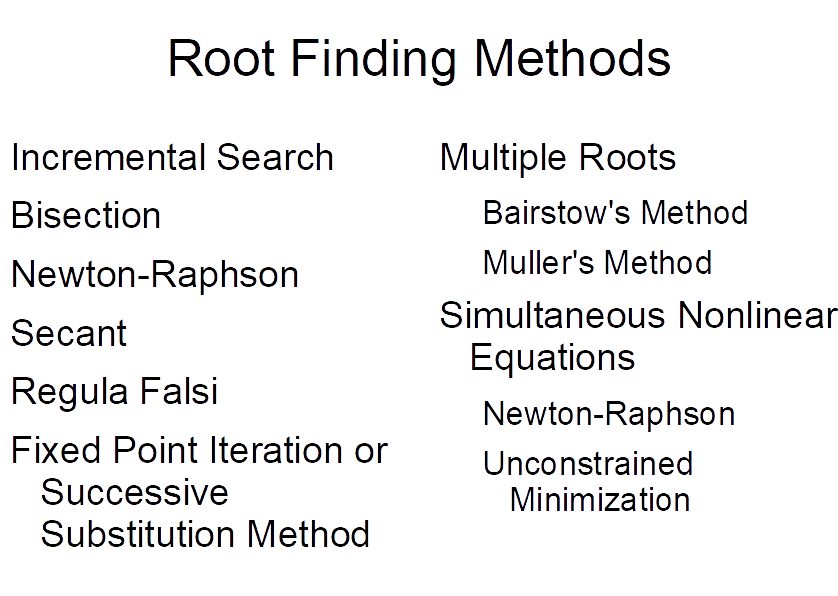 Root Finding Methods
Incremental Search
Bisection
Newton-Raphson
Secant
Regula Falsi
Fixed Point Iteration or
Successive
Substitution Method
Multiple Roots
Bairstow's Method
Muller's Method
Simultaneous Nonlinear
Equations
Newton-Raphson
Unconstrained
Minimization